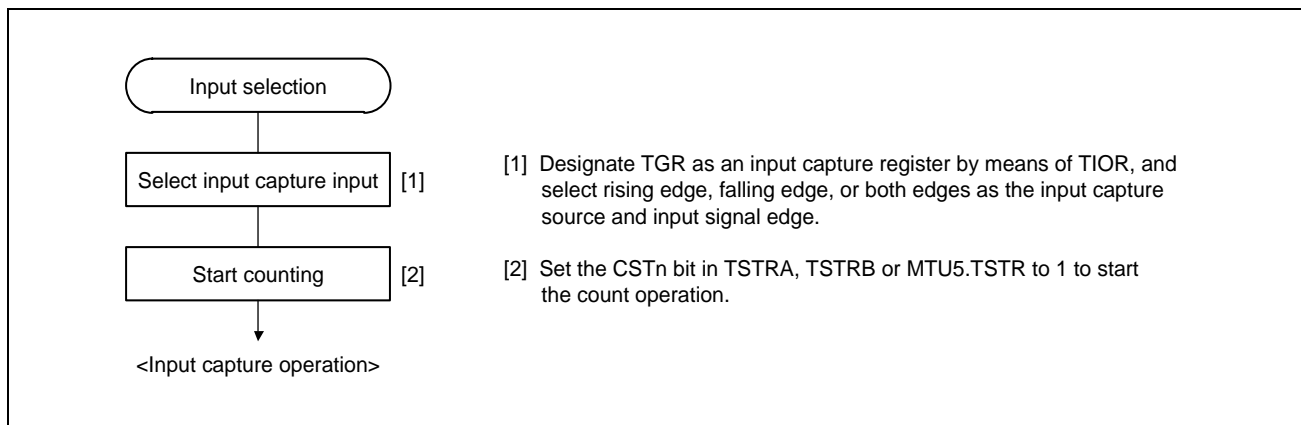 Input selection
Select input capture input [1]
Start counting [2]
<Input capture operation>
[1] Designate TGR as an input capture register by means of TIOR, and
select rising edge, falling edge, or both edges as the input capture
source and input signal edge.
[2] Set the CSTn bit in TSTRA, TSTRB or MTU5.TSTR to 1 to start
the count operation.